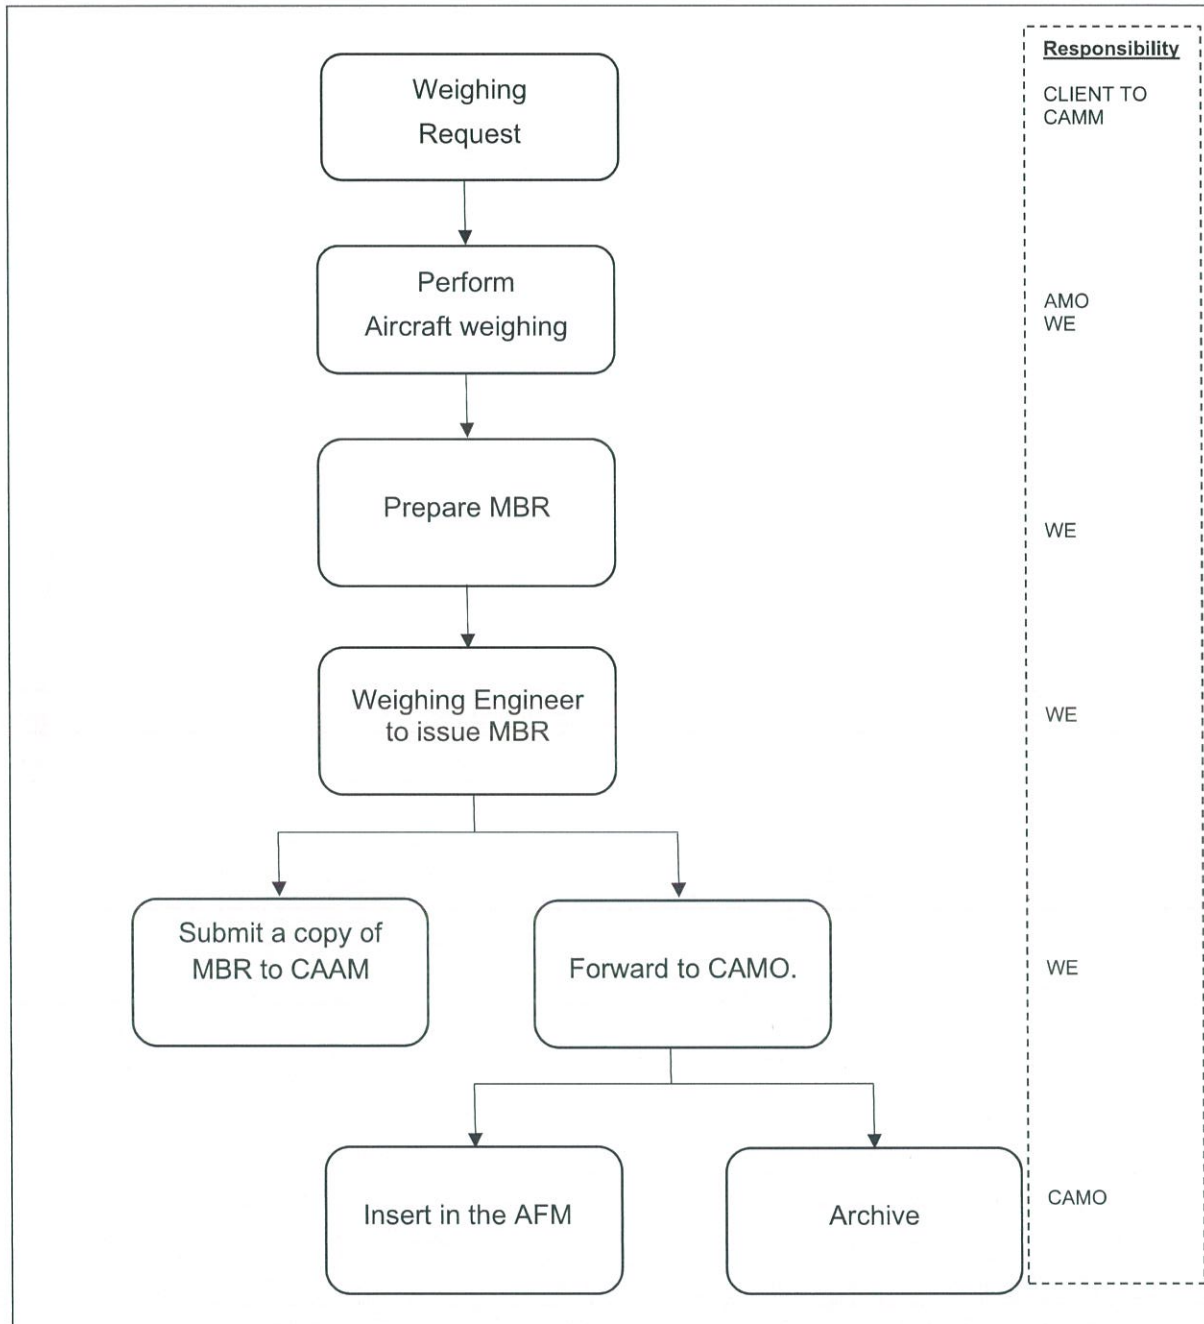 Responsibility
Weighing
Request
CLIENT TO
CAMM
Perform
Aircraft weighing
AMO
WE
Prepare MBR
WE
Weighing Engineer
to issue MBR
WE
Submit a copy of
MBR to CAAM
Forward to CAMO.
WE
Insert in the AFM
Archive
CAMO